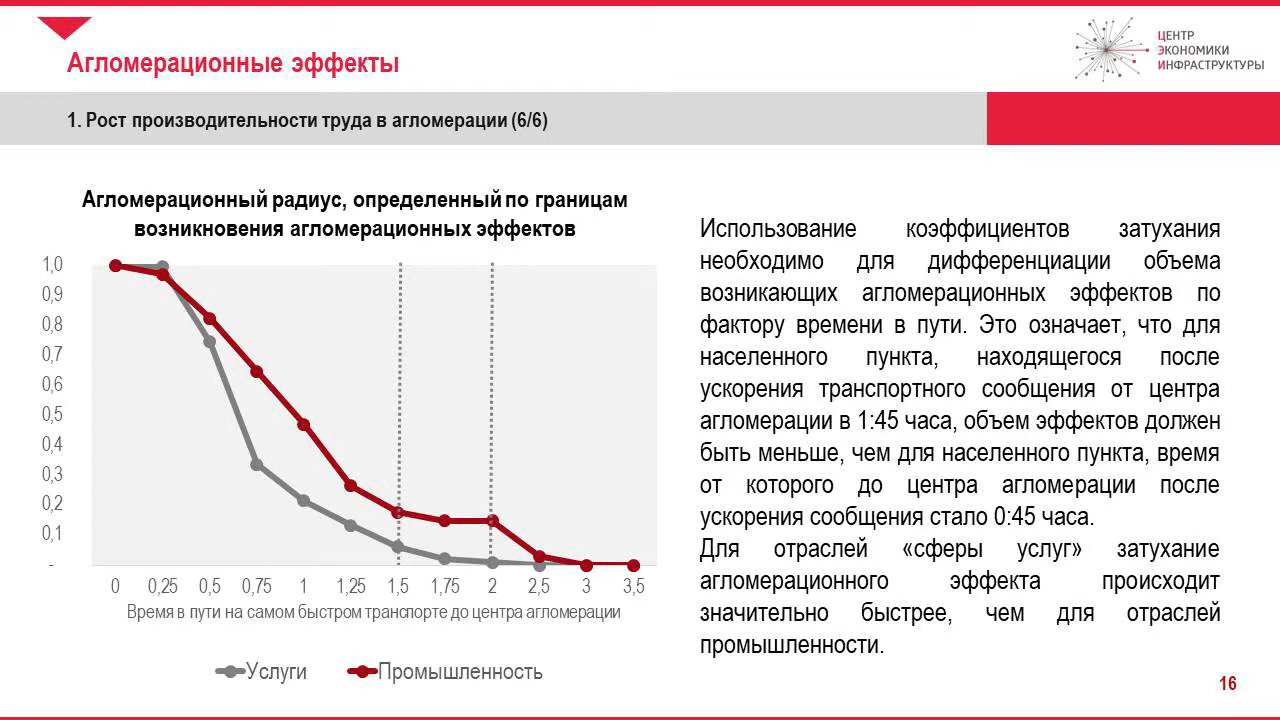 Агломерационные эффекты
ЦЕНТР
ЭКОНОМИКИ
ИНФРАСТРУКТУРЫ
1. Рост производительности труда в агломерации (6/6)
Агломерационный радиус, определенный по границам
возникновения агломерационных эффектов
1,0
0,9
0,8
0,7
0,6
0,5
0,4
0,3
0,2
0,1
-
0 0,25 0,5 0,75 1 1,25 1,5 1,75 2 2,5 3 3,5
Время в пути на самом быстром транспорте до центра агломерации
Услуги Промышленность
Использование коэффициентов затухания
необходимо для дифференциации объема
возникающих агломерационных эффектов по
фактору времени в пути. Это означает, что для
населенного пункта, находящегося после
ускорения транспортного сообщения от центра
агломерации в 1:45 часа, объем эффектов должен
быть меньше, чем для населенного пункта, время
от которого до центра агломерации после
ускорения сообщения стало 0:45 часа.
Для отраслей «сферы услуг» затухание
агломерационного эффекта происходит
значительно быстрее, чем для отраслей
промышленности.
16